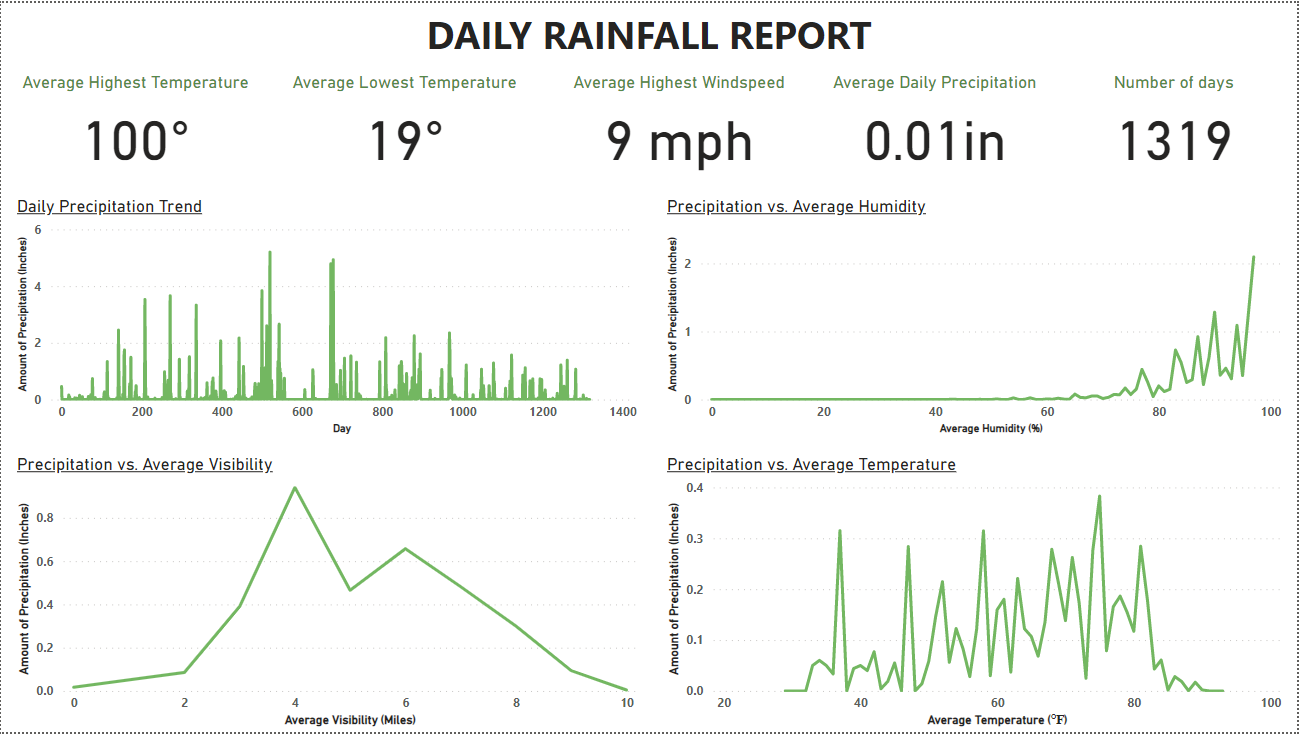 DAILY RAINFALL REPORT
Average Highest Temperature
100°
Average Lowest Temperature
19°
Average Highest Windspeed
9 mph
Average Daily Precipitation
0.01in
Number of days
1319
Daily Precipitation Trend
Amount of Precipitation (Inches)
6
4
2
0
0 200 400 600 800 1000 1200 1400
Day
Precipitation vs. Average Humidity
Amount of Precipitation (Inches)
2
1
0
0 20 40 60 80 100
Average Humidity (%)
Precipitation vs. Average Visibility
Amount of Precipitation (Inches)
0.8
0.6
0.4
0.2
0.0
0 2 4 6 8 10
Average Visibility (Miles)
Precipitation vs. Average Temperature
Amount of Precipitation (Inches)
0.4
0.3
0.2
0.1
0.0
20 40 60 80 100
Average Temperature (°F)